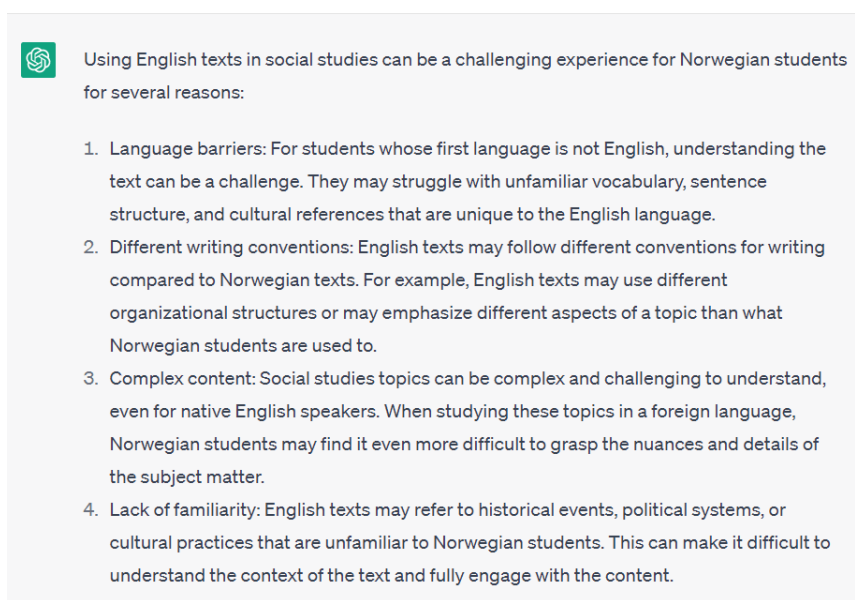 Using English texts in social studies can be a challenging experience for Norwegian students
for several reasons:
1. Language barriers: For students whose first language is not English, understanding the
text can be a challenge. They may struggle with unfamiliar vocabulary, sentence
structure, and cultural references that are unique to the English language.
2. Different writing conventions: English texts may follow different conventions for writing
compared to Norwegian texts. For example, English texts may use different
organizational structures or may emphasize different aspects of a topic than what
Norwegian students are used to.
3. Complex content: Social studies topics can be complex and challenging to understand,
even for native English speakers. When studying these topics in a foreign language,
Norwegian students may find it even more difficult to grasp the nuances and details of
the subject matter.
4. Lack of familiarity: English texts may refer to historical events, political systems, or
cultural practices that are unfamiliar to Norwegian students. This can make it difficult to
understand the context of the text and fully engage with the content.